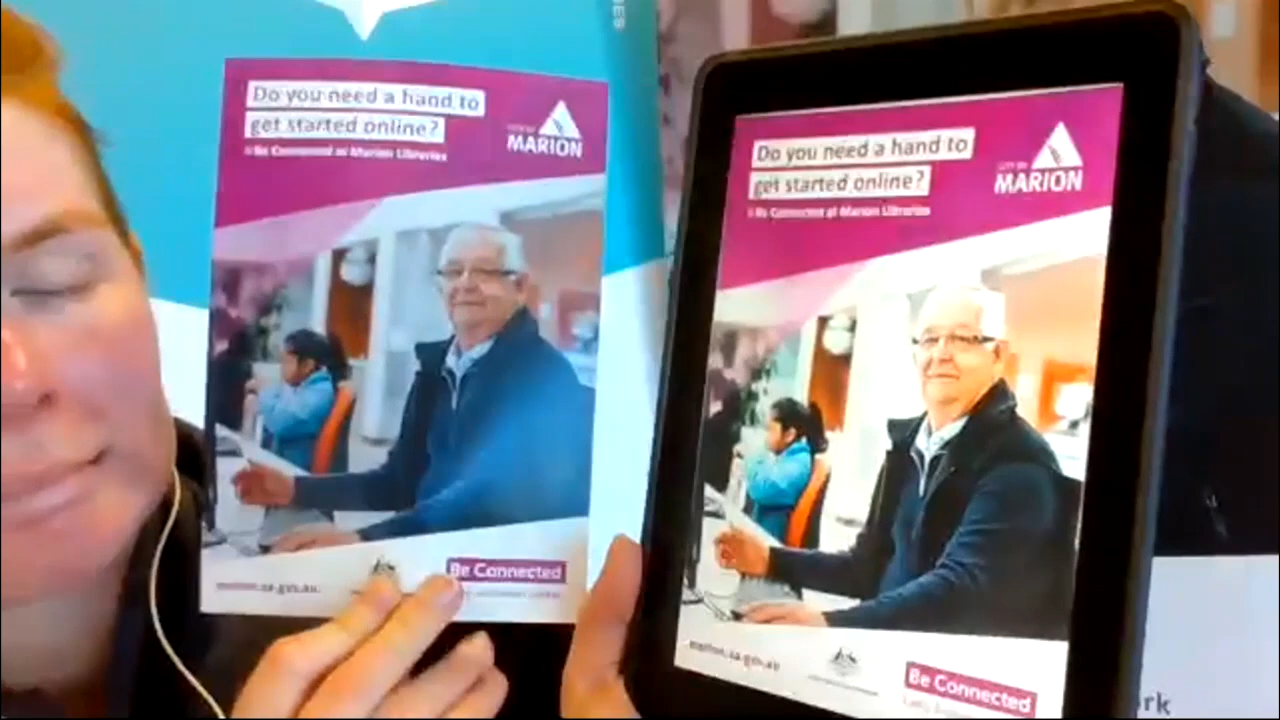 Do you need a hand to
get started online?
Be Connected at Marion Libraries
CITY OF
MARION
marion.sa.gov.au
Be Connected
Do you need a hand to
get started online?
Be Connected at Marion Libraries
CITY OF
MARION
marion.sa.gov.au
Be Connected
rk